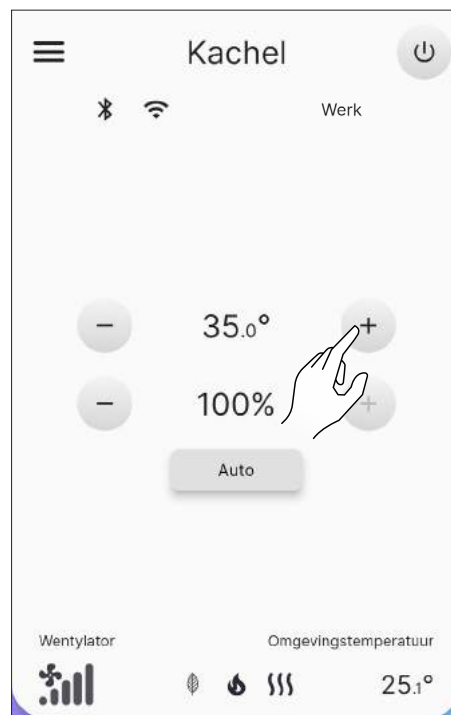 Kachel
Werk
− 35.0° +
− 100% +
Auto
Wentylator Omgevingstemperatuur
25.1°